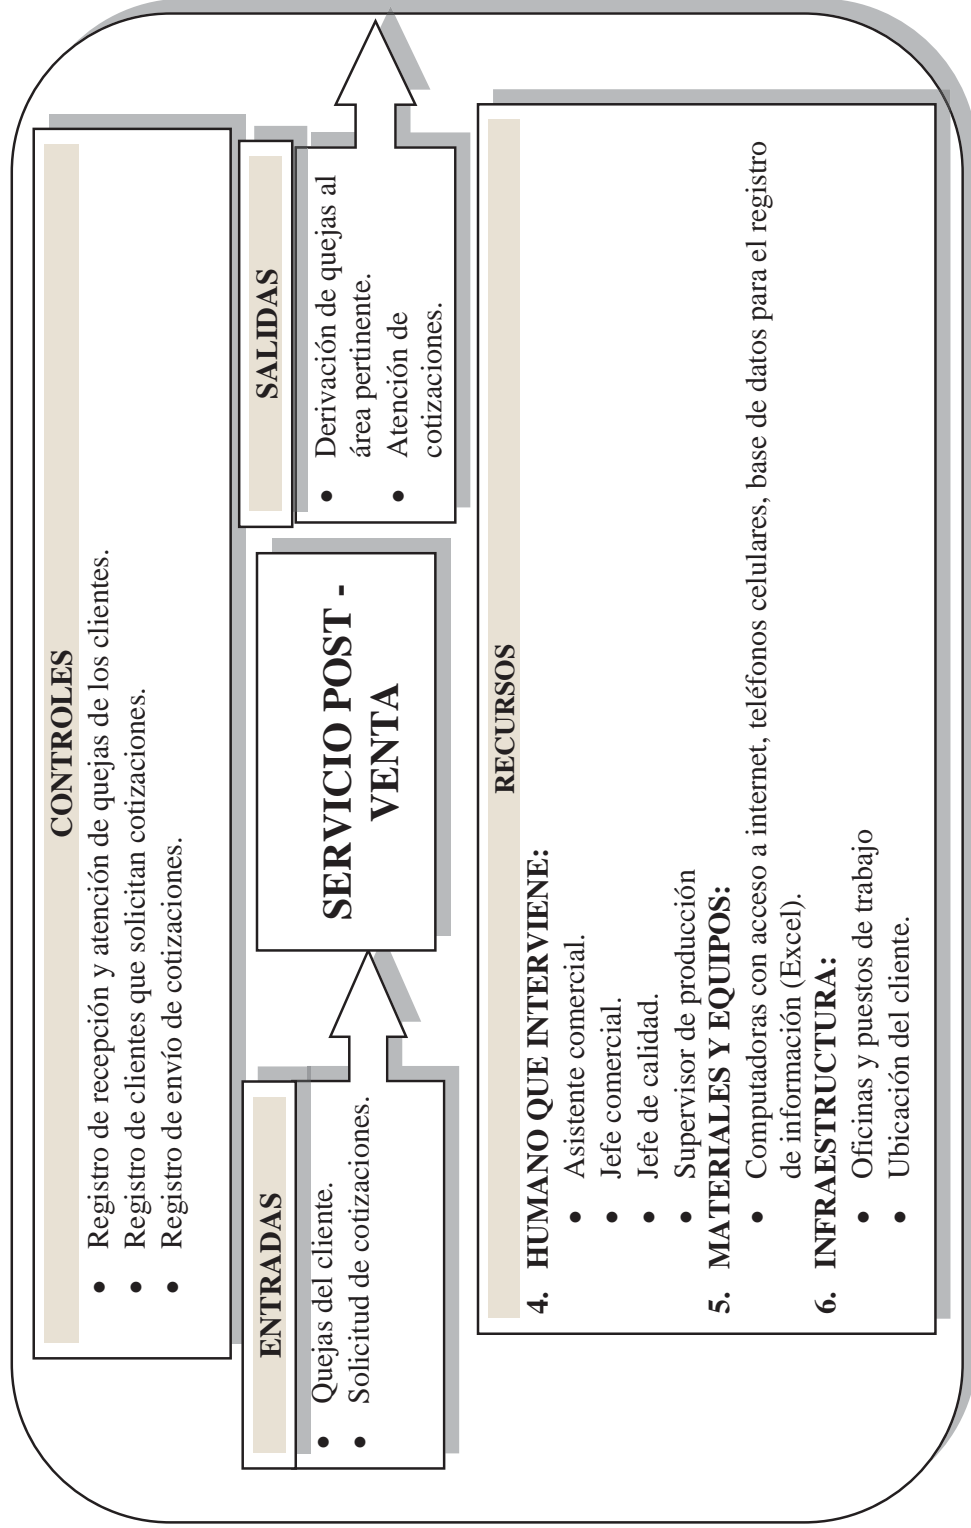 CONTROLES
• Registro de recepción y atención de quejas de los clientes.
• Registro de clientes que solicitan cotizaciones.
• Registro de envío de cotizaciones.
ENTRADAS
• Quejas del cliente.
• Solicitud de cotizaciones.
SERVICIO POST -
VENTA
SALIDAS
• Derivación de quejas al
área pertinente.
• Atención de
cotizaciones.
RECURSOS
4. HUMANO QUE INTERVIENE:
• Asistente comercial.
• Jefe comercial.
• Jefe de calidad.
• Supervisor de producción
5. MATERIALES Y EQUIPOS:
• Computadoras con acceso a internet, teléfonos celulares, base de datos para el registro
de información (Excel).
6. INFRAESTRUCTURA:
• Oficinas y puestos de trabajo
• Ubicación del cliente.